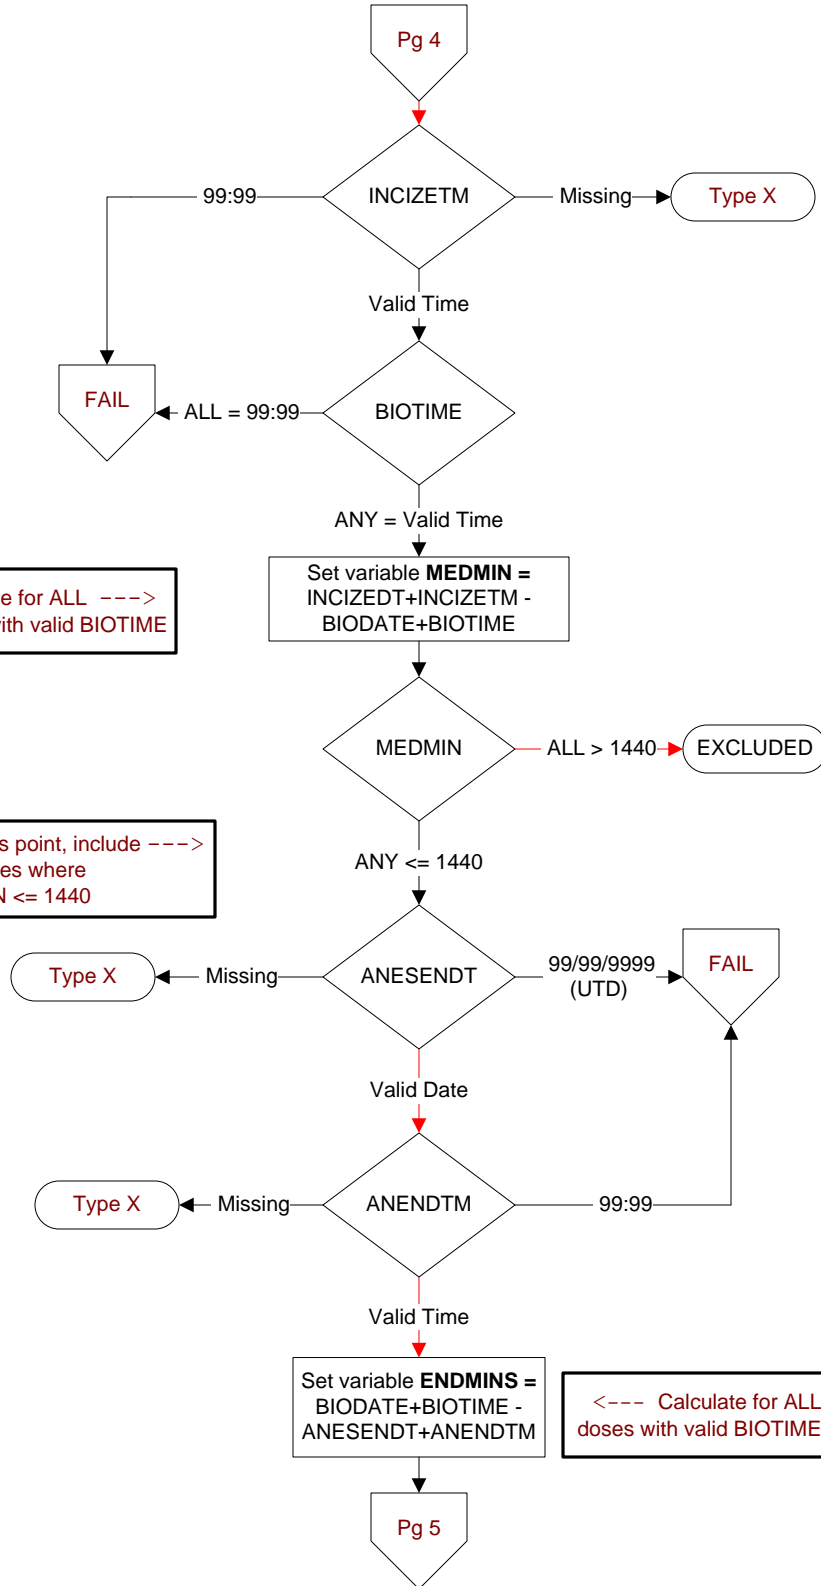 Pg 4
99:99
INCIZETM
Missing
Type X
Valid Time
FAIL
ALL = 99:99
BIOTIME
ANY = Valid Time
e for ALL --->
with valid BIOTIME
Set variable MEDMIN =
INCIZEDT+INCIZETM -
BIODATE+BIOTIME
MEDMIN
ALL > 1440
EXCLUDED
s point, include --->
es where
N <= 1440
ANY <= 1440
Type X
Missing
ANESENDT
99/99/9999
(UTD)
FAIL
Valid Date
Type X
Missing
ANENDTM
99:99
Valid Time
Set variable ENDMINS =
BIODATE+BIOTIME -
ANESENDT+ANENDTM
<--- Calculate for ALL
doses with valid BIOTIME
Pg 5